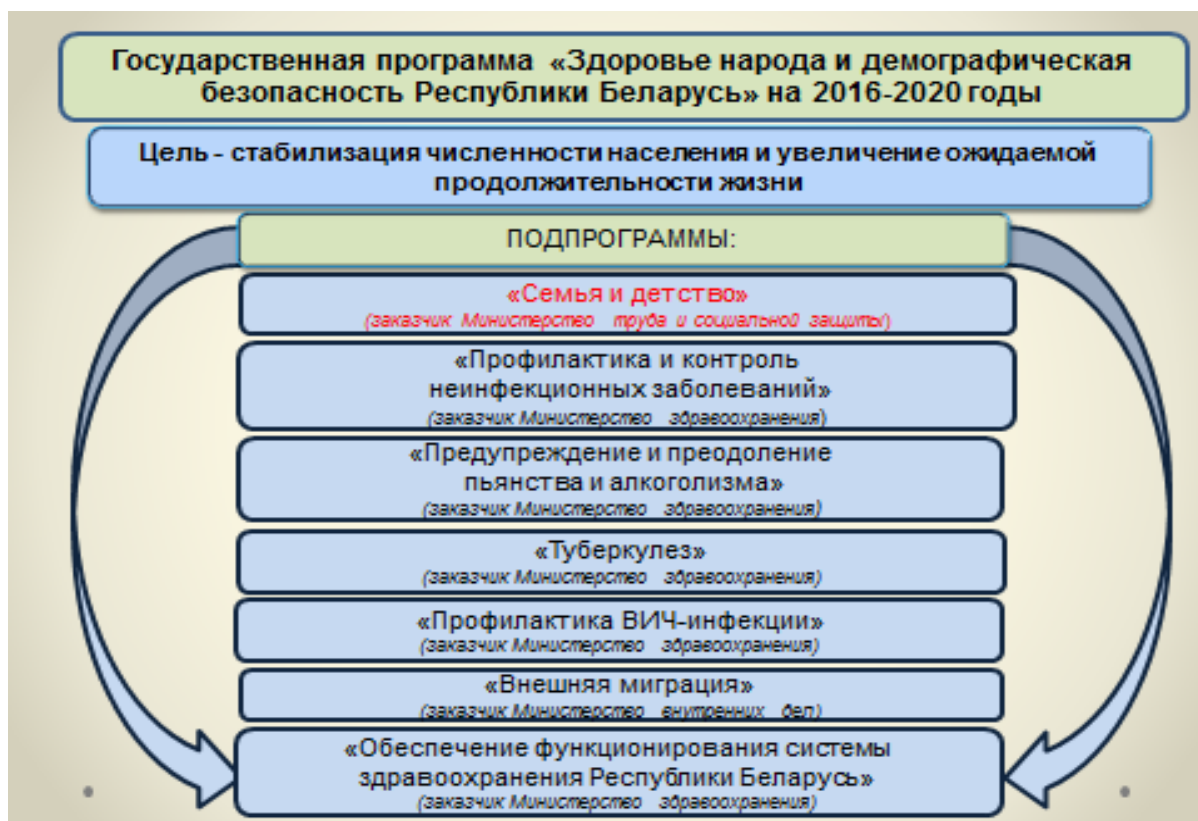 Государственная программа «Здоровье народа и демографическая
безопасность Республики Беларусь» на 2016-2020 годы
Цель - стабилизация численности населения и увеличение ожидаемой
продолжительности жизни
ПОДПРОГРАММЫ:
«Семья и детство»
(заказчик Министерство труда и социальной защиты)
«Профилактика и контроль
неинфекционных заболеваний»
(заказчик Министерство здравоохранения)
«Предупреждение и преодоление
пьянства и алкоголизма»
(заказчик Министерство здравоохранения)
«Туберкулез»
(заказчик Министерство здравоохранения)
«Профилактика ВИЧ-инфекции»
(заказчик Министерство здравоохранения)
«Внешняя миграция»
(заказчик Министерство внутренних дел)
«Обеспечение функционирования системы
здравоохранения Республики Беларусь»
(заказчик Министерство здравоохранения)